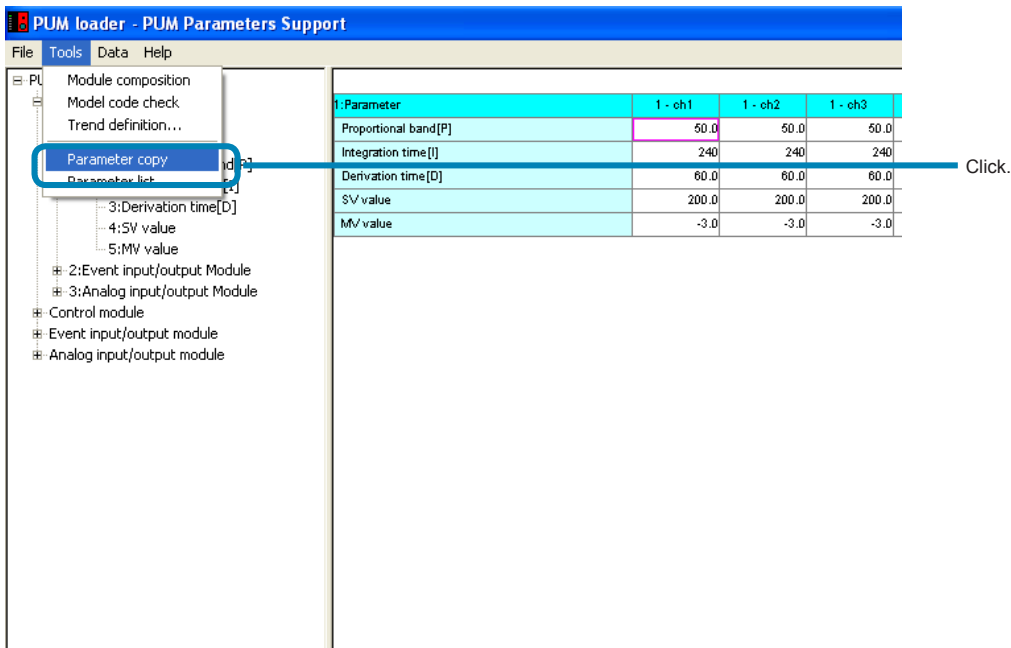 PUM loader - PUM Parameters Support
File Tools Data Help
PU
Module composition
Model code check
Trend definition...
Parameter copy
nd[P]
Parameter list
[I]
3:Derivation time[D]
4:SV value
5:MV value
2:Event input/output Module
3:Analog input/output Module
Control module
Event input/output module
Analog input/output module
1:Parameter 1 - ch1 1 - ch2 1 - ch3
Proportional band[P] 50.0 50.0 50.0
Integration time[I] 240 240 240
Derivation time[D] 60.0 60.0 60.0
SV value 200.0 200.0 200.0
MV value -3.0 -3.0 -3.0
Click.